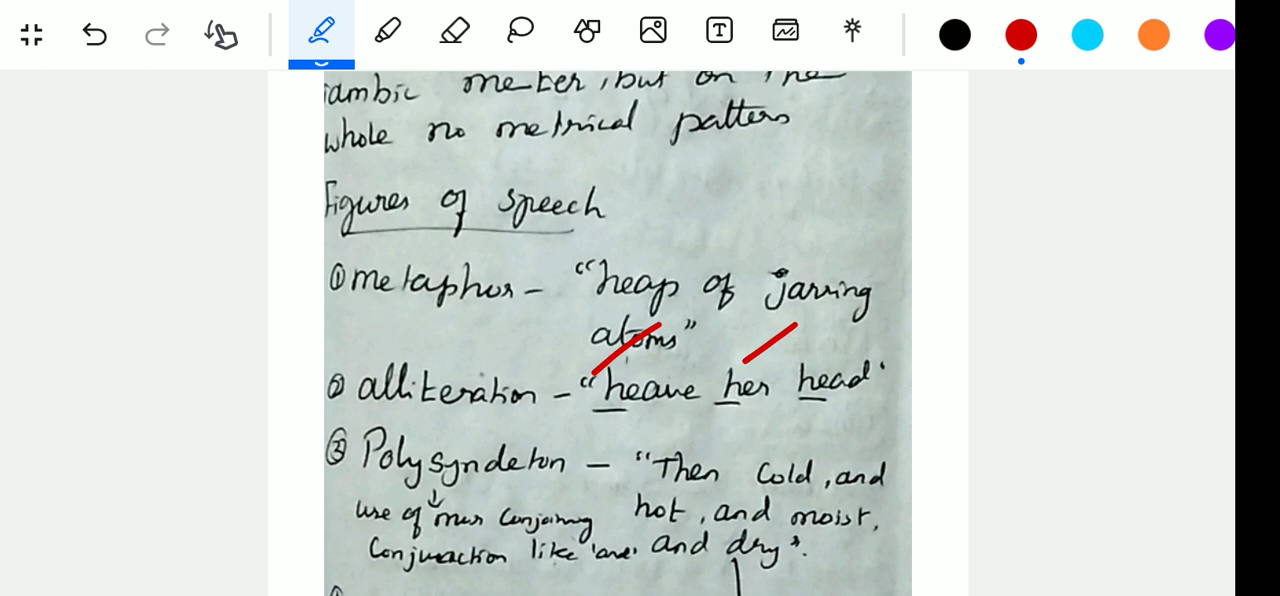 iambic meter, but on the
whole no metrical pattern
figures of speech
① metaphor - "heap of jarring
atoms"
② alliteration - "heave her head"
③ Polysyndeton - "Then cold, and
hot, and moist,
and dry".
use of
conjunction like 'and'
T